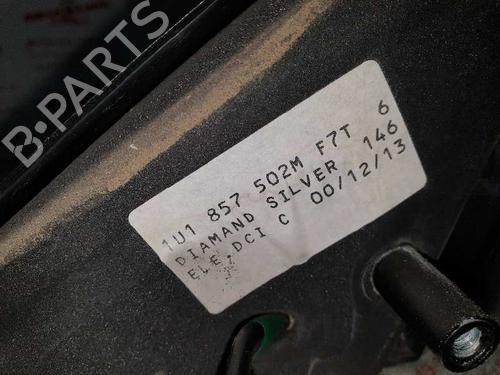 B-PARTS
1U1 857 502M F7T 6
DIAMAND SILVER 146
ELE.DCI C 00/12/13